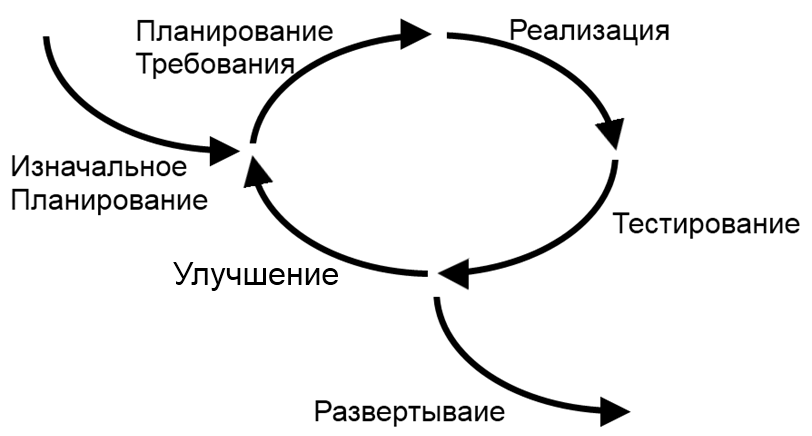 Планирование
Требования
Реализация
Изначальное
Планирование
Тестирование
Улучшение
Развертываие